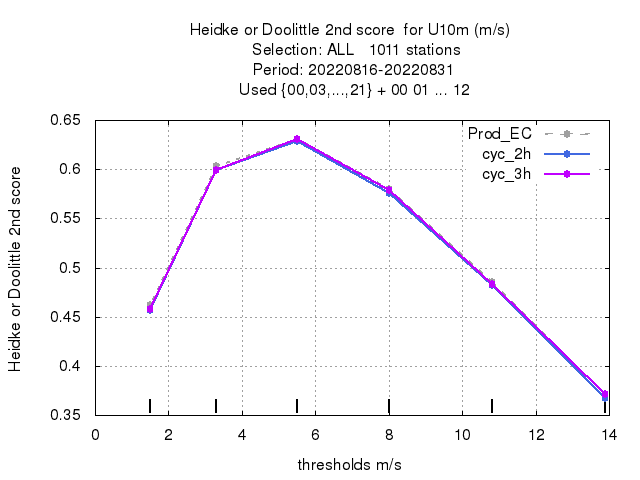 Heidke or Doolittle 2nd score  for U10m (m/s)
Selection: ALL   1011 stations
Period: 20220816-20220831
Used {00,03,...,21} + 00 01 ... 12
Heidke or Doolittle 2nd score
0.65
0.6
0.55
0.5
0.45
0.4
0.35
Prod_EC
cyc_2h
cyc_3h
0 2 4 6 8 10 12 14
thresholds m/s